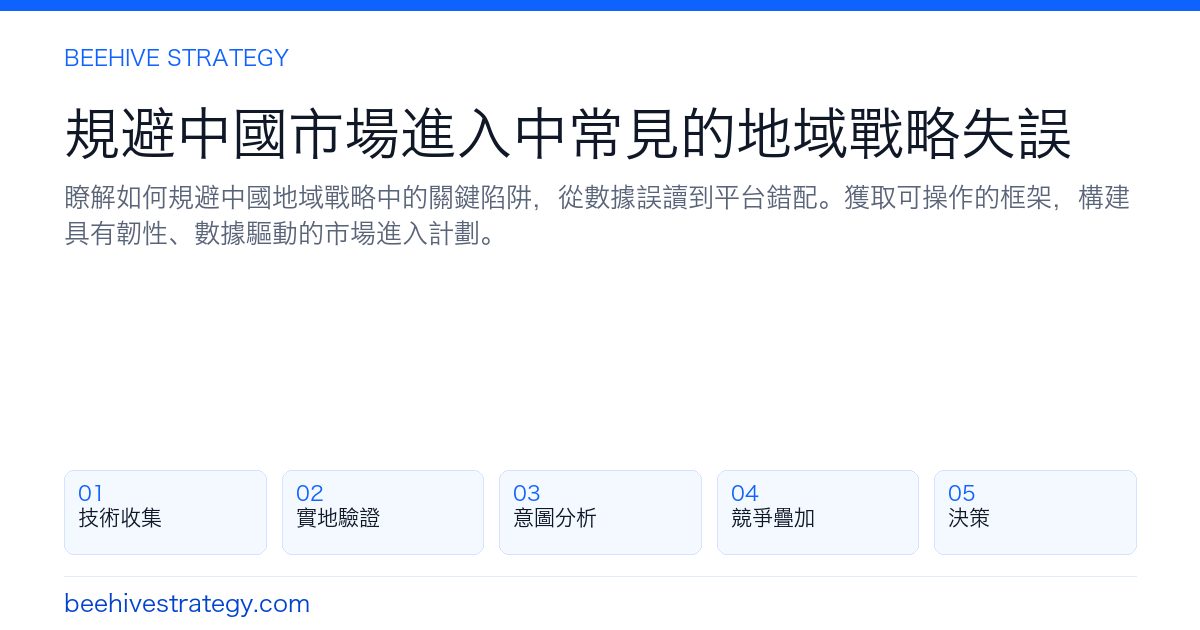 BEEHIVE STRATEGY
規避中國市場進入中常見的地域戰略失誤
瞭解如何規避中國地域戰略中的關鍵陷阱，從數據誤讀到平台錯配。獲取可操作的框架，構建
具有韌性、數據驅動的市場進入計劃。
01
技術收集
02
實地驗證
03
意圖分析
04
競爭疊加
05
決策
beehivestrategy.com